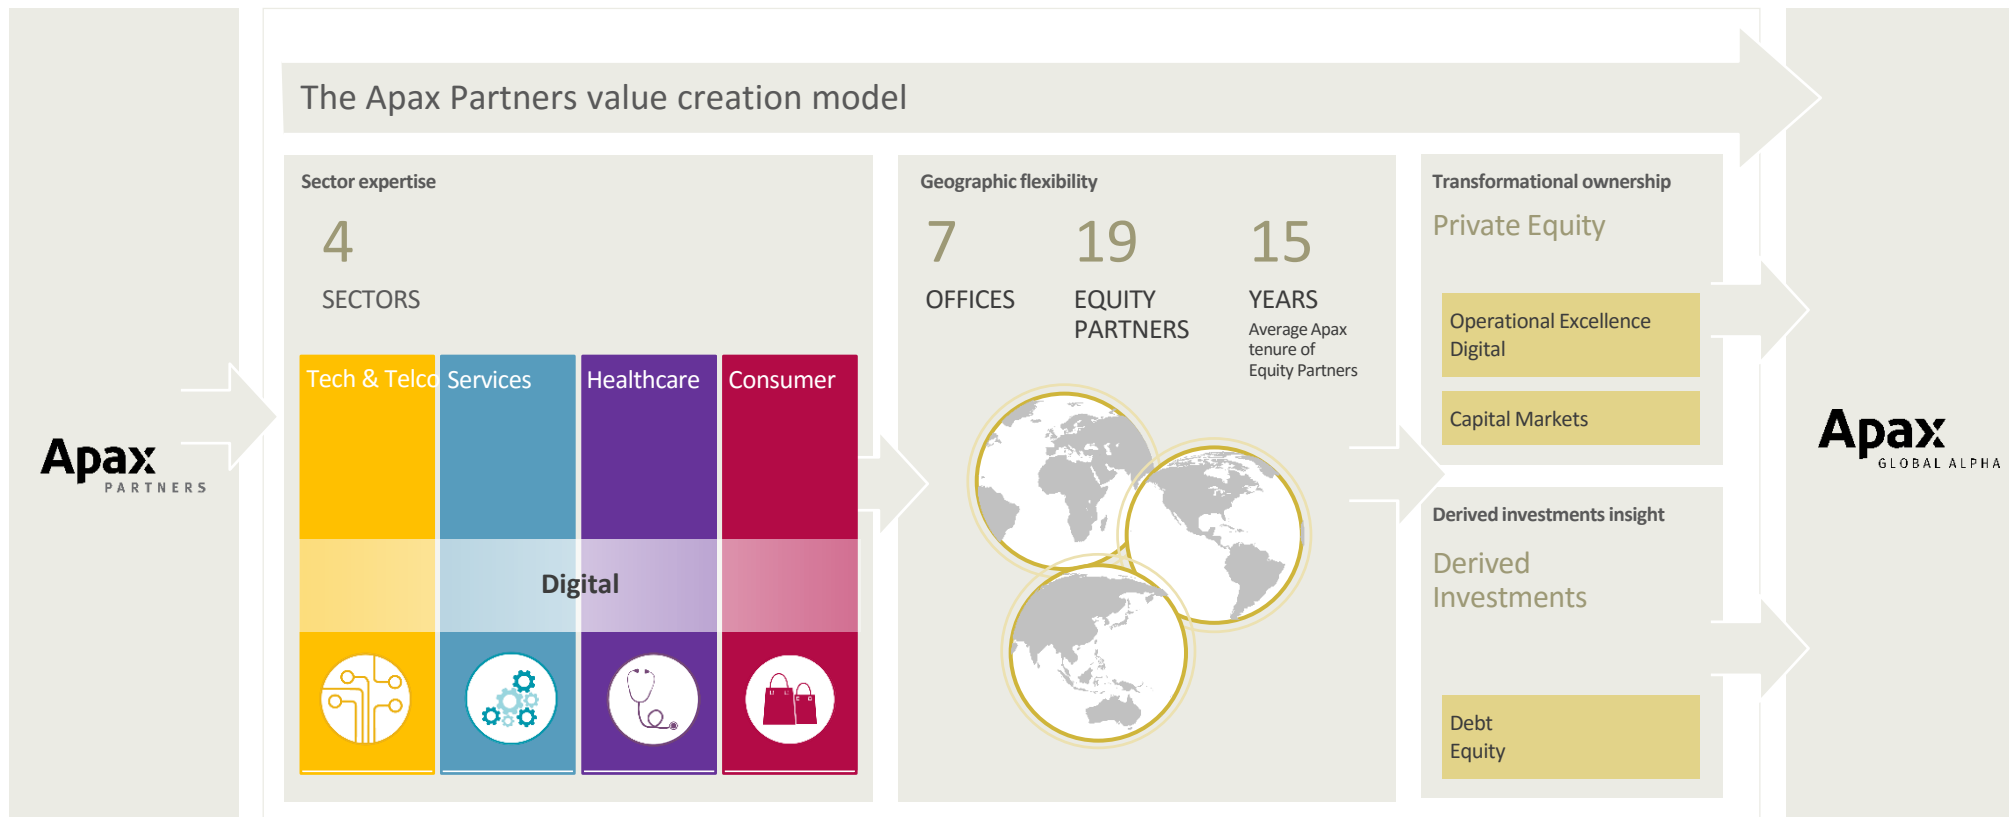 Apax
PARTNERS
The Apax Partners value creation model
Sector expertise
4
SECTORS
Tech & Telco
Services
Healthcare
Consumer
Digital
Geographic flexibility
7
OFFICES
19
EQUITY
PARTNERS
15
YEARS
Average Apax
tenure of
Equity Partners
Transformational ownership
Private Equity
Operational Excellence
Digital
Capital Markets
Derived investments insight
Derived
Investments
Debt
Equity
Apax
GLOBAL ALPHA